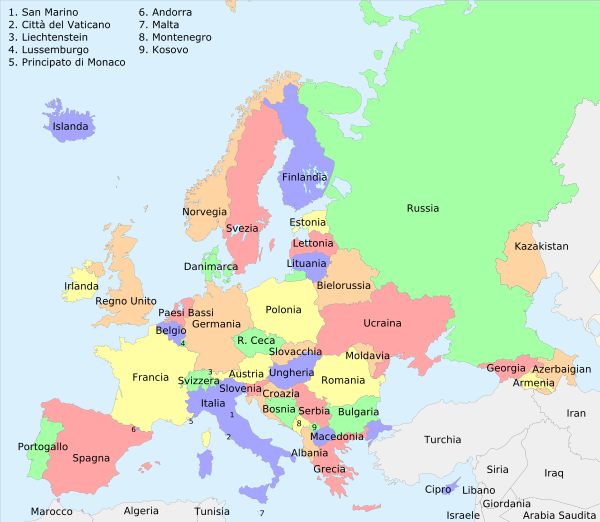 1. San Marino
2. Città del Vaticano
3. Liechtenstein
4. Lussemburgo
5. Principato di Monaco
6. Andorra
7. Malta
8. Montenegro
9. Kosovo
Islanda
Finlandia
Norvegia
Svezia
Russia
Estonia
Lettonia
Lituania
Kazakistan
Danimarca
Irlanda
Regno Unito
Bielorussia
Paesi Bassi
Polonia
Germania
Belgio
4
Ucraina
R. Ceca
Slovacchia
Moldavia
Francia
3
Svizzera
Austria
Ungheria
Romania
Georgia
Azerbaigian
Armenia
Slovenia
Croazia
Italia
Bosnia
Serbia
Bulgaria
1
5
6
2
8
9
Macedonia
Portogallo
Spagna
Albania
Grecia
Turchia
Iran
Siria
Iraq
Cipro
Libano
Giordania
Israele
Arabia Saudita
Marocco
Algeria
Tunisia
7